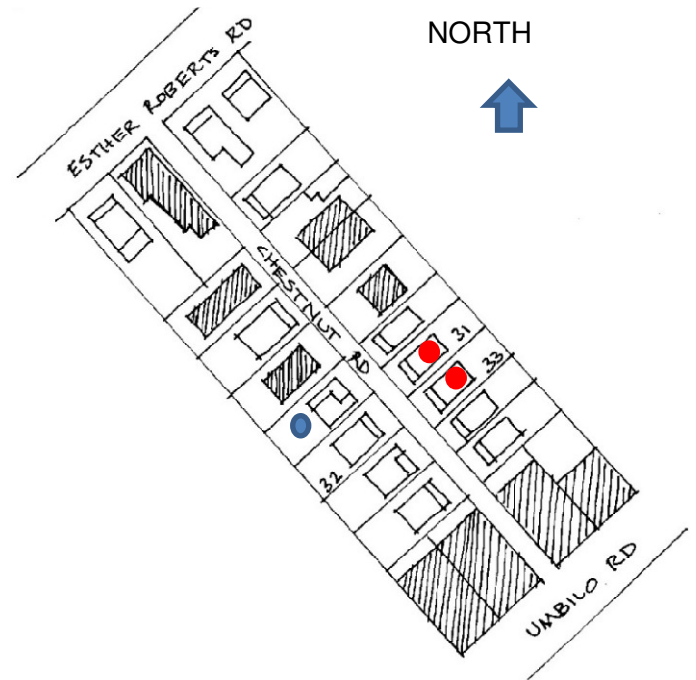 NORTH
ESTHER ROBERTS RD
CHESTNUT RD
31
33
32
UMBILO RD